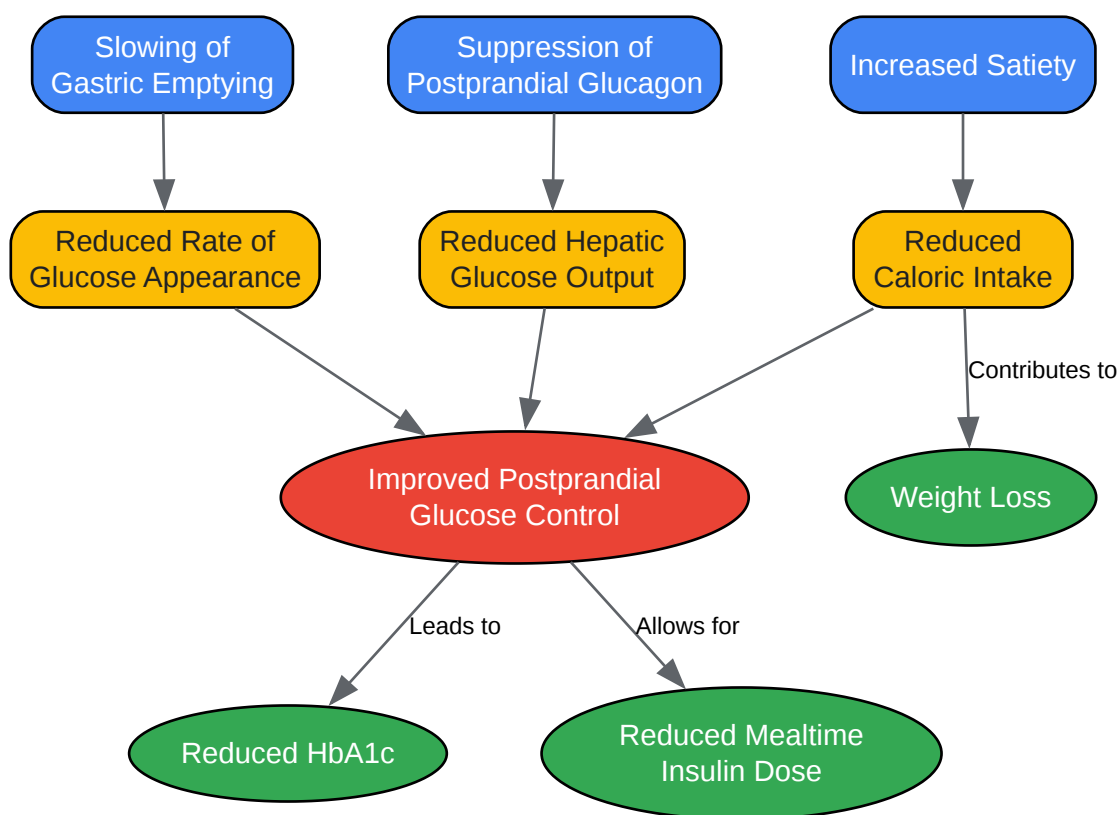 Slowing of
Gastric Emptying
Suppression of
Postprandial Glucagon
Increased Satiety
Reduced Rate of
Glucose Appearance
Reduced Hepatic
Glucose Output
Reduced
Caloric Intake
Contributes to
Improved Postprandial
Glucose Control
Weight Loss
Leads to
Allows for
Reduced HbA1c
Reduced Mealtime
Insulin Dose